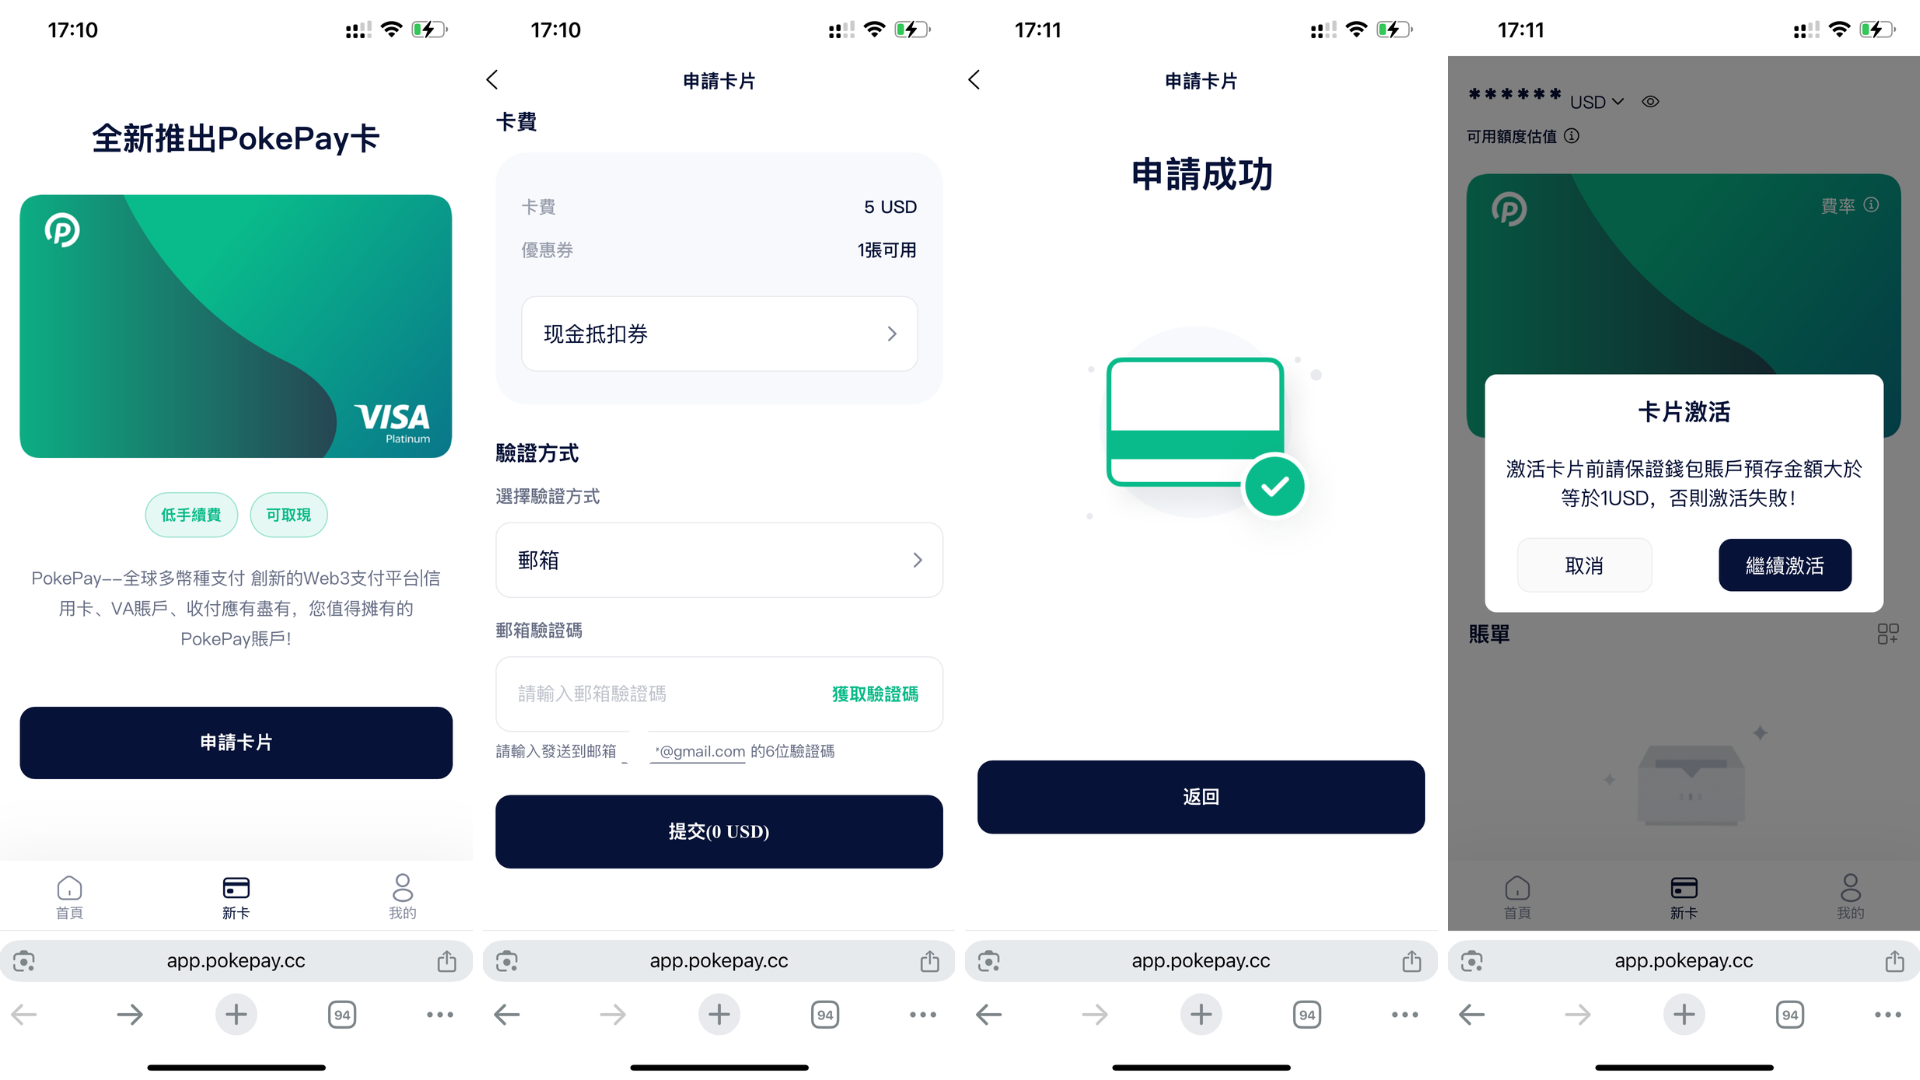 17:10
全新推出PokePay卡
VISA
Platinum
低手續費
可取現
PokePay--全球多幣種支付 創新的Web3支付平台|信
用卡、VA賬戶、收付應有盡有，您值得擁有的
PokePay賬戶!
申請卡片
首頁
新卡
我的
app.pokepay.cc
94
17:10
申請卡片
卡費
卡費
5 USD
優惠券
1張可用
现金抵扣券
驗證方式
選擇驗證方式
郵箱
郵箱驗證碼
請輸入郵箱驗證碼
獲取驗證碼
請輸入發送到邮箱 *@gmail.com 的6位驗證碼
提交(0 USD)
app.pokepay.cc
94
17:11
申請卡片
申請成功
返回
app.pokepay.cc
94
17:11
****** USD
可用額度估值
費率
卡片激活
激活卡片前請保證錢包賬戶預存金額大於
等於1USD，否則激活失敗！
取消
繼續激活
賬單
首頁
新卡
我的
app.pokepay.cc
94